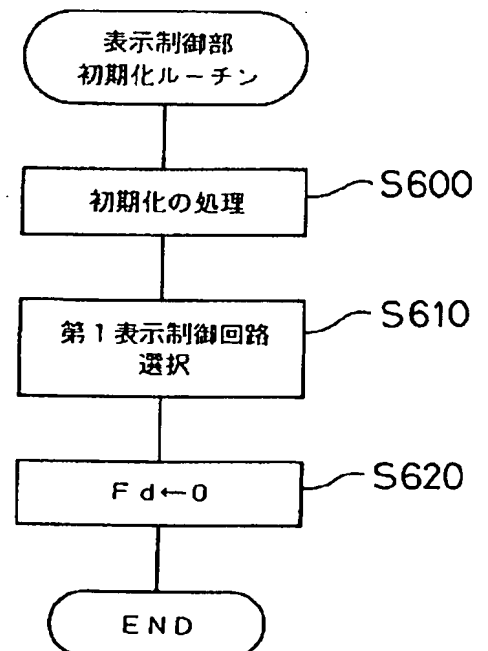 表示制御部
初期化ルーチン
初期化の処理
S600
第1表示制御回路
選択
S610
Fd←0
S620
END